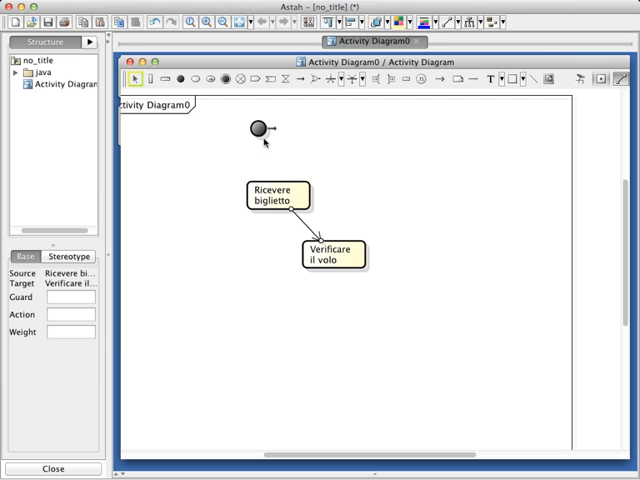 Astah - [no_title] (*)
Structure
no_title
java
Activity Diagran
Activity Diagram0
Activity Diagram0 / Activity Diagram
T
ctivity Diagram0
Ricevere
biglietto
Verificare
il volo
Base
Stereotype
Source
Ricevere bi...
Target
Verificare il...
Guard
Action
Weight
Close